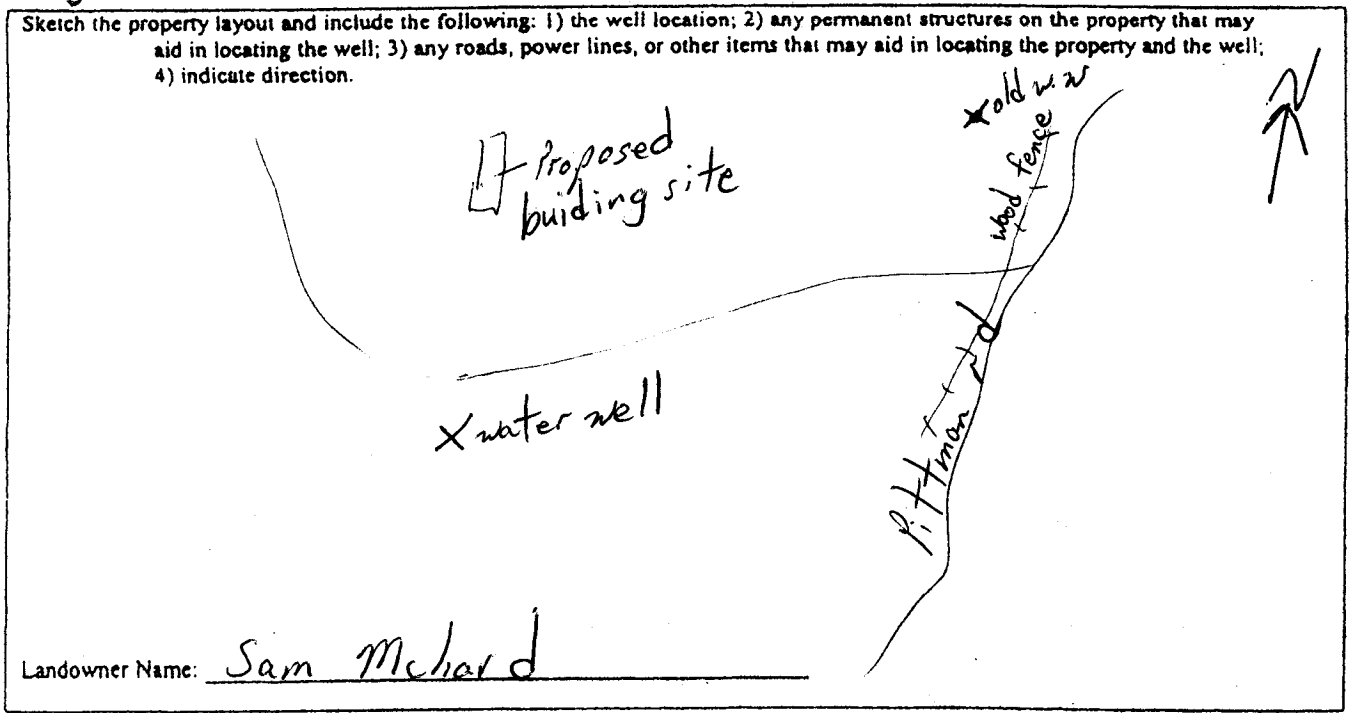 Sketch the property layout and include the following: 1) the well location; 2) any permanent structures on the property that may
aid in locating the well; 3) any roads, power lines, or other items that may aid in locating the property and the well;
4) indicate direction.
N
X old w.w
wood fence
Proposed
buiding site
X water well
Pittman rd
Landowner Name: Sam Mchard